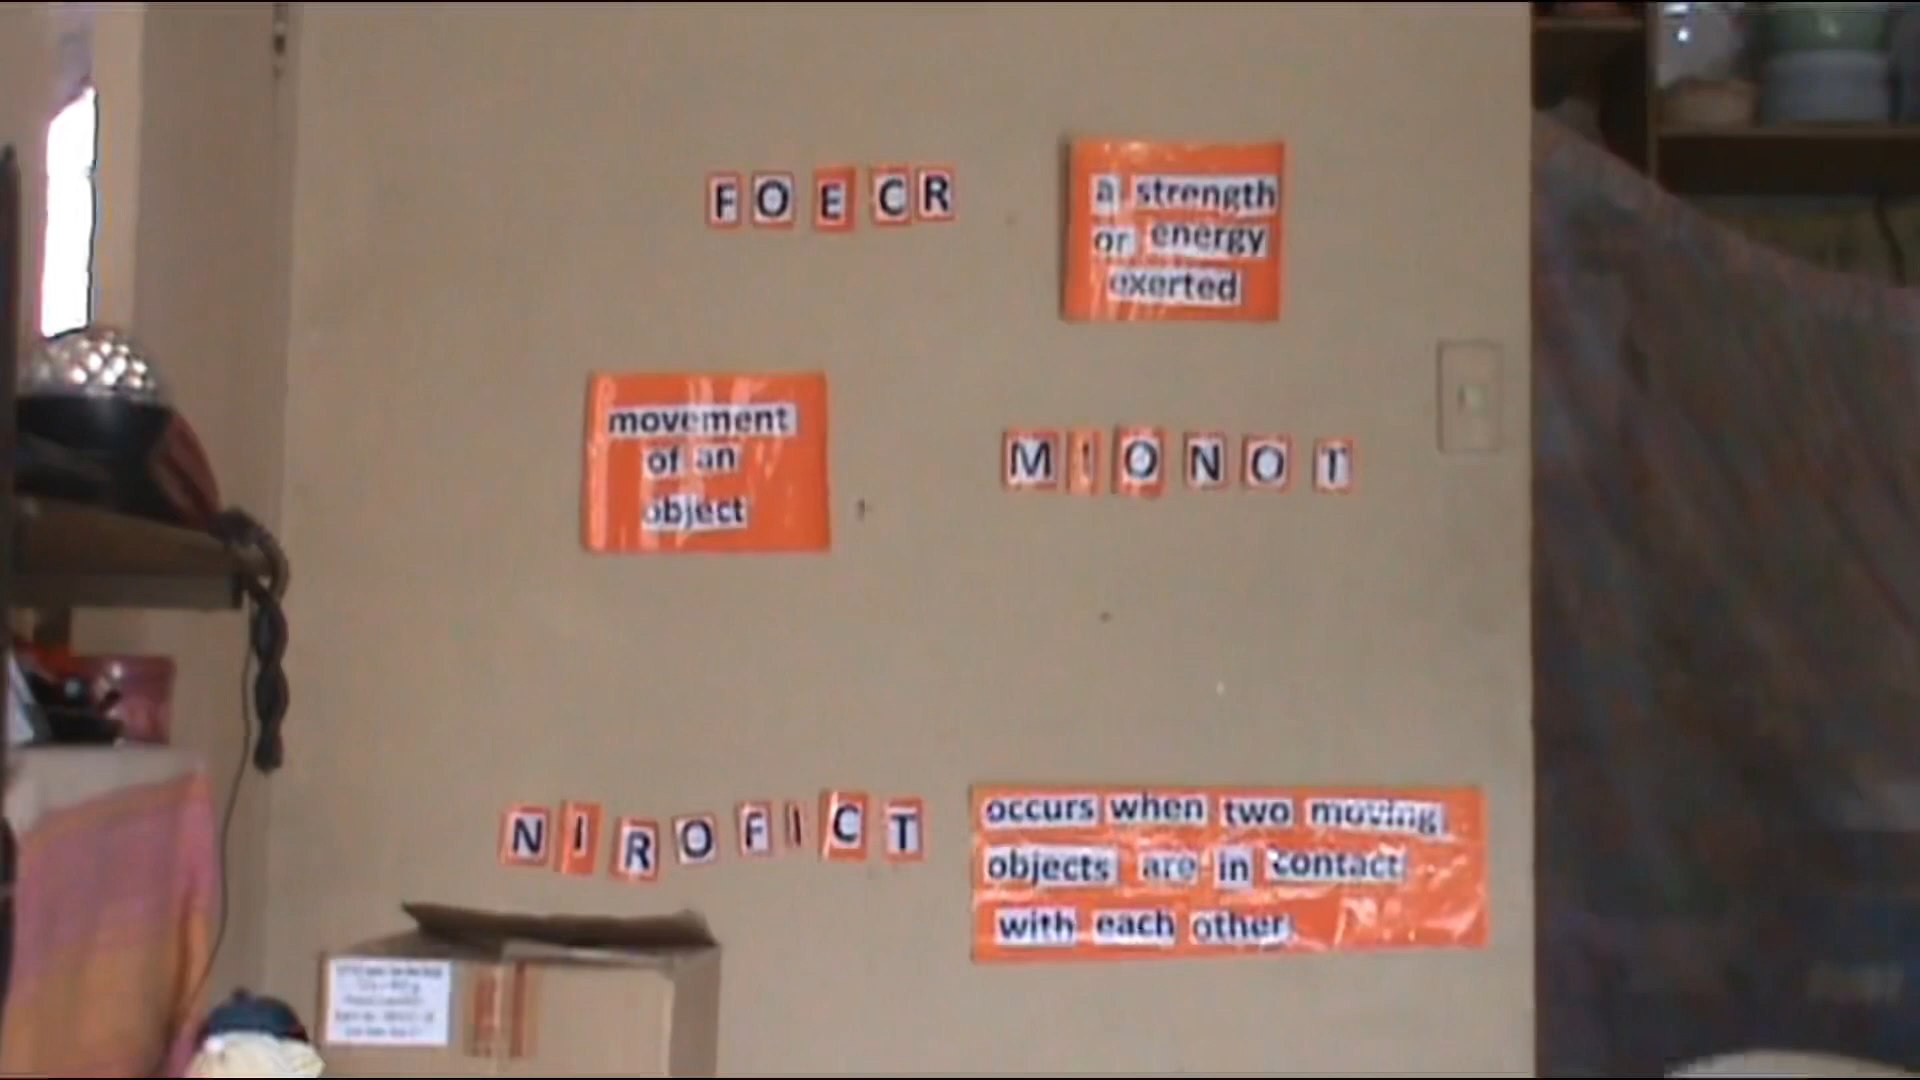 FOECR
a strength
or energy
exerted
movement
of an
object
MIONOT
NIROFICT
occurs when two moving
objects are in contact
with each other